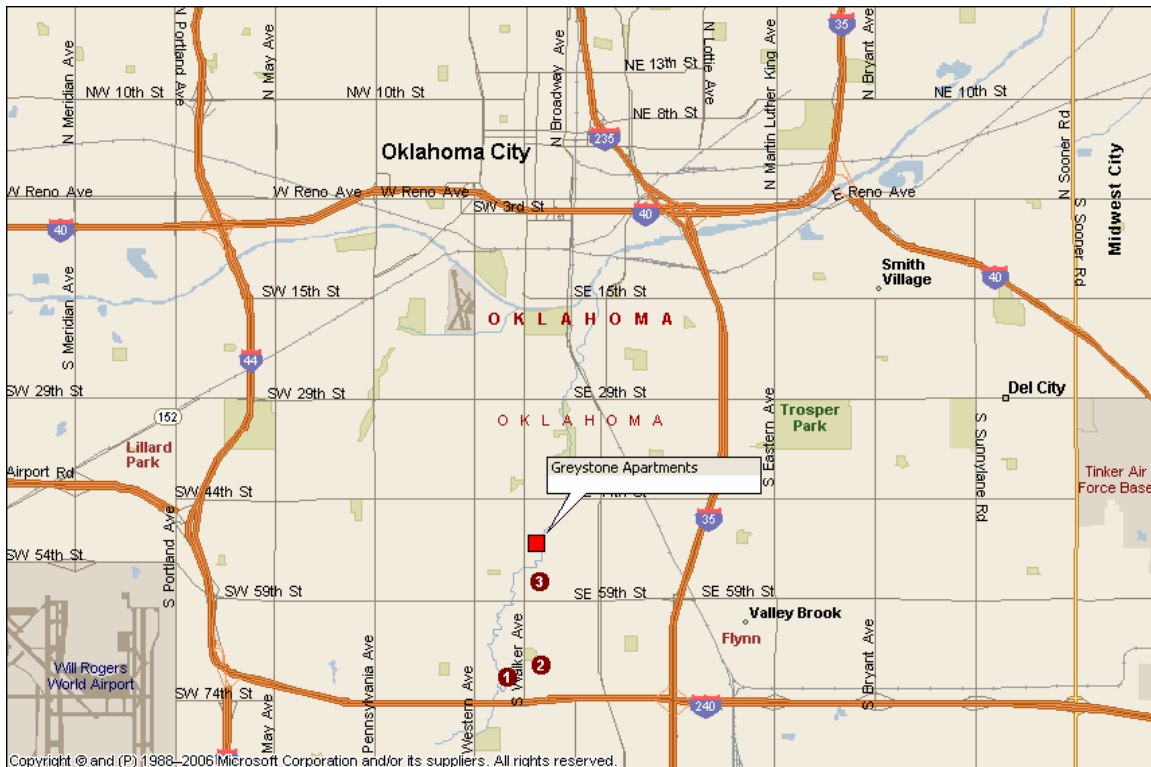 N Meridian Ave
N Portland Ave
N May Ave
N Broadway Ave
N Lottie Ave
N Martin Luther King Ave
35
N Bryant Ave
NE 13th St
NW 10th St
NW 10th St
NE 10th St
NE 8th St
235
Oklahoma City
N Sooner Rd
Midwest City
W Reno Ave
W Reno Ave
W Reno Ave
E Reno Ave
SW 3rd St
40
40
S Sooner Rd
Smith
Village
40
S Meridian Ave
SW 15th St
SE 15th St
OKLAHOMA
44
SW 29th St
SW 29th St
SE 29th St
Del City
152
OKLAHOMA
Trosper
Park
S Eastern Ave
S Sunnylane Rd
Lillard
Park
Airport Rd
Greystone Apartments
Tinker Air
Force Base
SW 44th St
35
SW 54th St
S Portland Ave
3
SW 59th St
SE 59th St
SE 59th St
Valley Brook
Flynn
Will Rogers
World Airport
1
2
S Walker Ave
SW 74th St
S May Ave
Pennsylvania Ave
Western Ave
240
S Bryant Ave
Copyright © and (P) 1988–2006 Microsoft Corporation and/or its suppliers. All rights reserved.